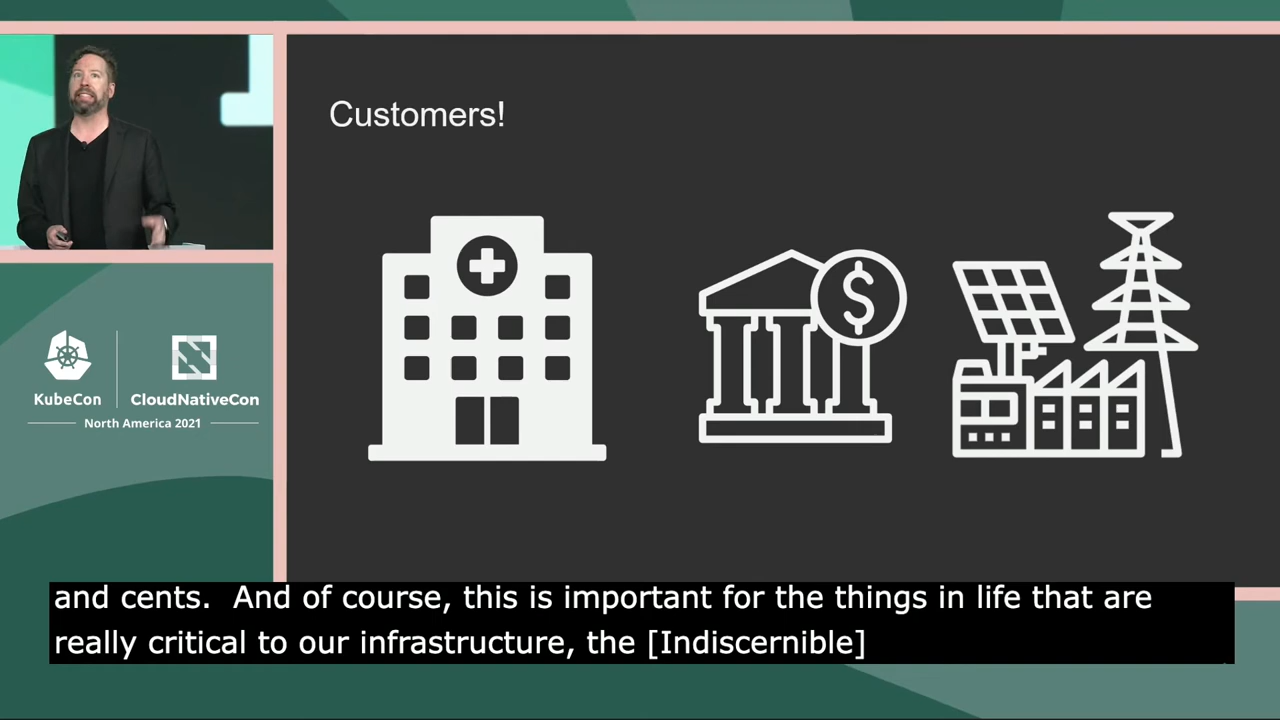 Customers!
$
KubeCon
CloudNativeCon
North America 2021
and cents.  And of course, this is important for the things in life that are
really critical to our infrastructure, the [Indiscernible]